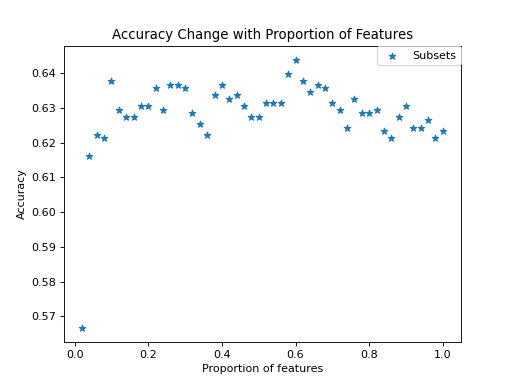 Accuracy Change with Proportion of Features
Subsets
Accuracy
0.64
0.63
0.62
0.61
0.60
0.59
0.58
0.57
0.0 0.2 0.4 0.6 0.8 1.0
Proportion of features